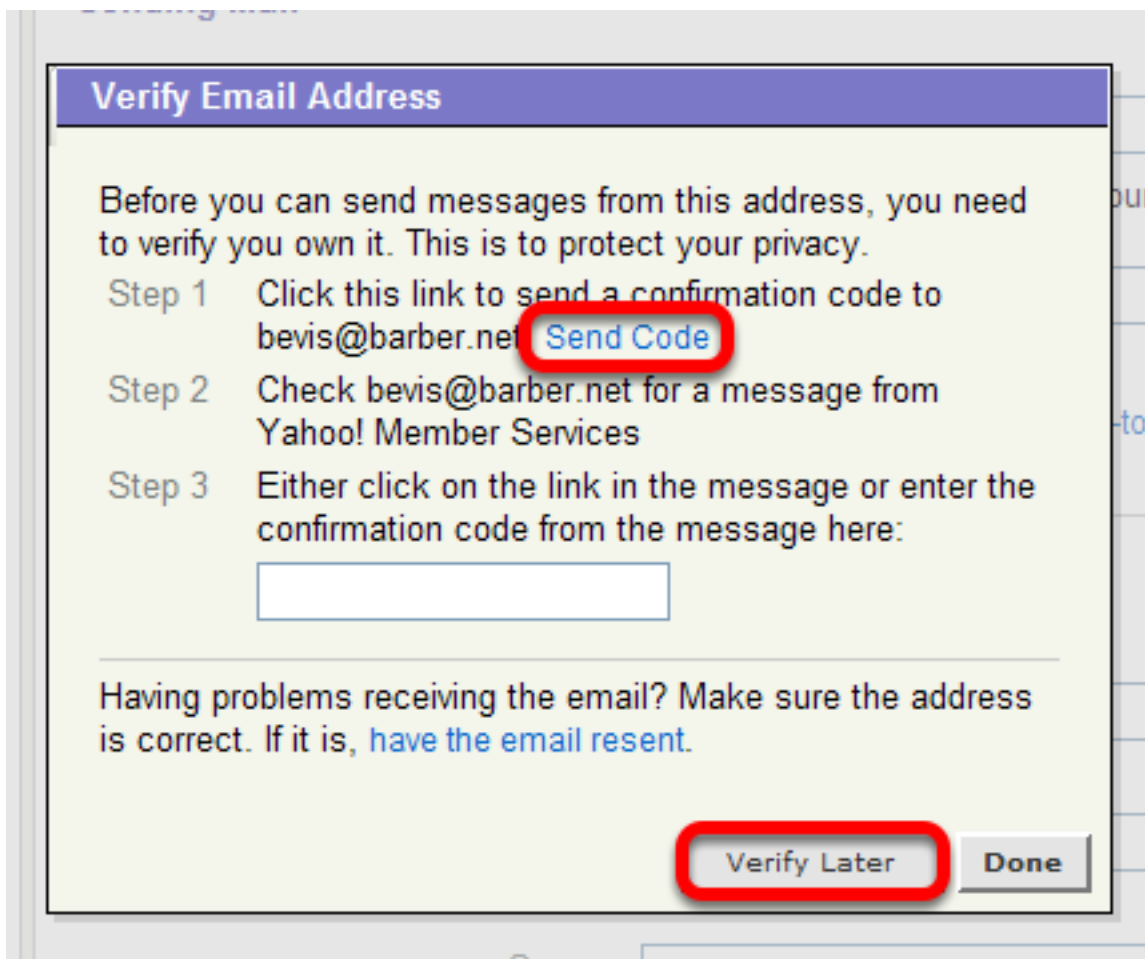 Verify Email Address
Before you can send messages from this address, you need
to verify you own it. This is to protect your privacy.
Step 1 Click this link to send a confirmation code to
bevis@barber.net Send Code
Step 2 Check bevis@barber.net for a message from
Yahoo! Member Services
Step 3 Either click on the link in the message or enter the
confirmation code from the message here:
Having problems receiving the email? Make sure the address
is correct. If it is, have the email resent.
Verify Later Done